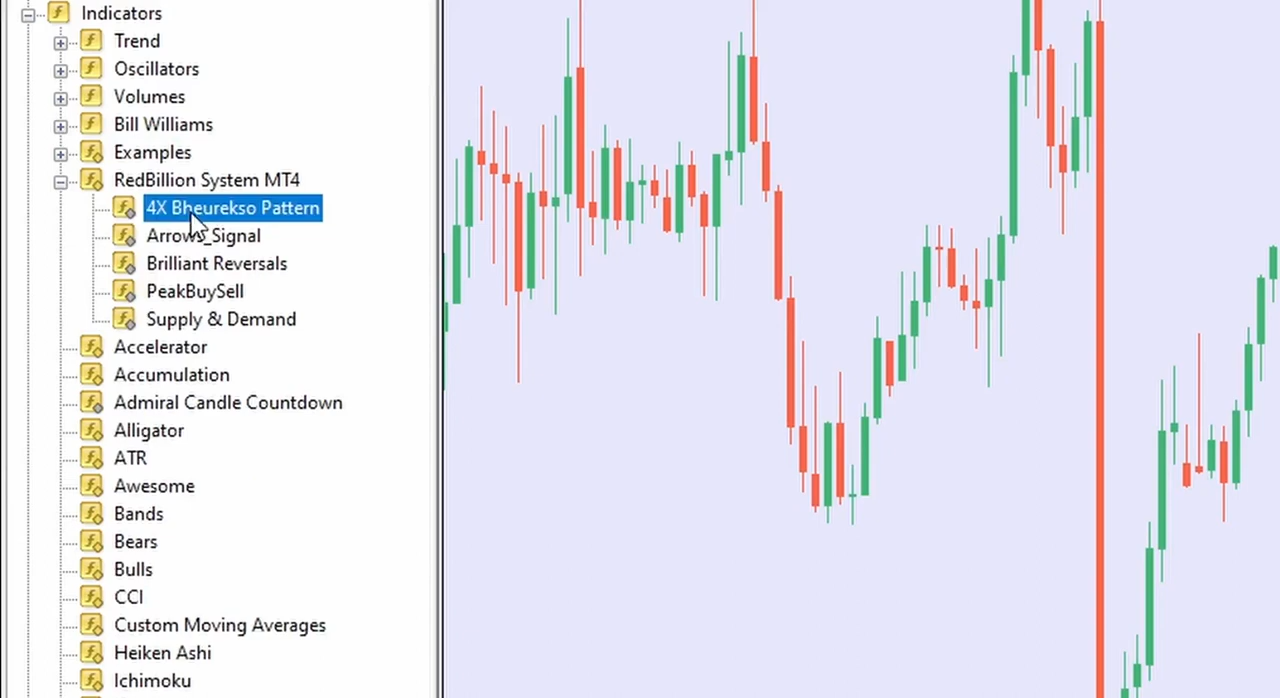 Indicators
Trend
Oscillators
Volumes
Bill Williams
Examples
RedBillion System MT4
4X Bheurekso Pattern
Arrows_Signal
Brilliant Reversals
PeakBuySell
Supply & Demand
Accelerator
Accumulation
Admiral Candle Countdown
Alligator
ATR
Awesome
Bands
Bears
Bulls
CCI
Custom Moving Averages
Heiken Ashi
Ichimoku